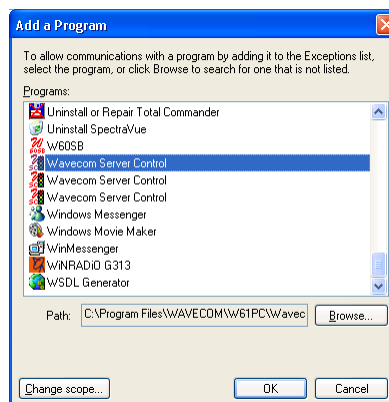 Add a Program
To allow communications with a program by adding it to the Exceptions list,
select the program, or click Browse to search for one that is not listed.
Programs:
Uninstall or Repair Total Commander
Uninstall SpectraVue
W60SB
Wavecom Server Control
Wavecom Server Control
Wavecom Server Control
Windows Messenger
Windows Movie Maker
WinMessenger
WiNRADiO G313
WSDL Generator
Path: C:\Program Files\WAVECOM\W61PC\Wavec Browse...
Change scope... OK Cancel